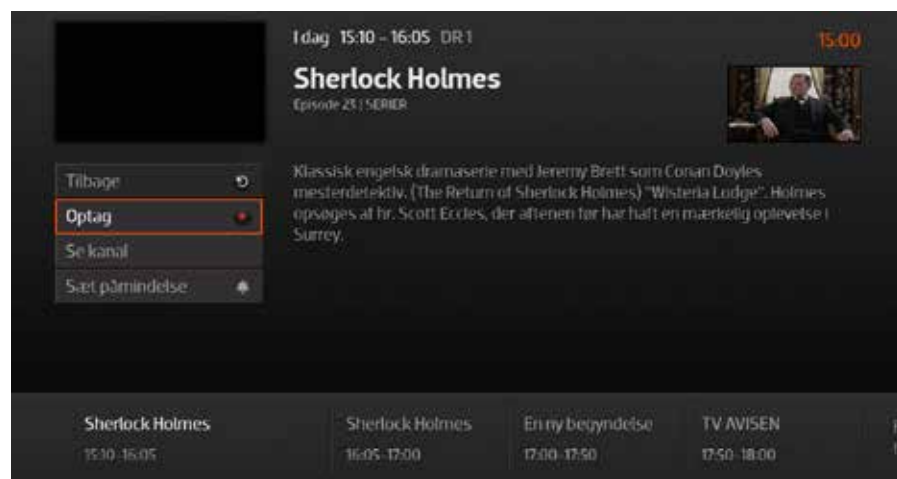 I dag 15:10 – 16:05 DR1
15:00
Sherlock Holmes
Episode 23 | SERIER
Klassisk engelsk dramaserie med Jeremy Brett som Conan Doyles
mesterdetektiv. (The Return of Sherlock Holmes) "Wisteria Lodge". Holmes
opsøges af hr. Scott Eccles, der aftenen før har haft en mærkelig oplevelse i
Surrey.
Tilbage
Optag
Se kanal
Sæt påmindelse
Sherlock Holmes
15:10-16:05
Sherlock Holmes
16:05-17:00
En ny begyndelse
17:00-17:50
TV AVISEN
17:50-18:00